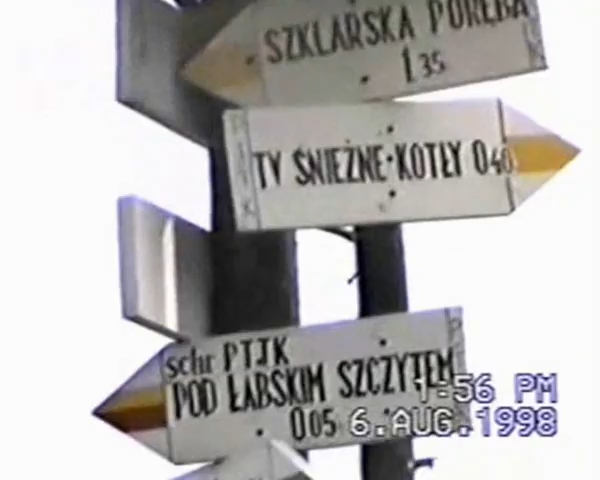 SZKLARSKA PORĘBA
1 35
TV ŚNIEŻNE·KOTŁY 0 40
schr PTTK
POD ŁABSKIM SZCZYTEM
0 05
:56 PM
6.AUG.1998